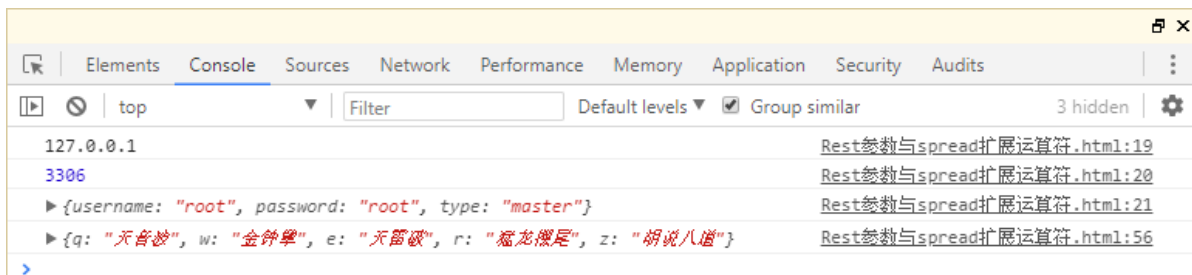 Elements Console Sources Network Performance Memory Application Security Audits
top Filter Default levels Group similar 3 hidden
127.0.0.1 Rest参数与spread扩展运算符.html:19
3306 Rest参数与spread扩展运算符.html:20
{username: "root", password: "root", type: "master"} Rest参数与spread扩展运算符.html:21
{q: "天音波", w: "金钟罩", e: "天雷破", r: "猛龙摆尾", z: "胡说八道"} Rest参数与spread扩展运算符.html:56
>